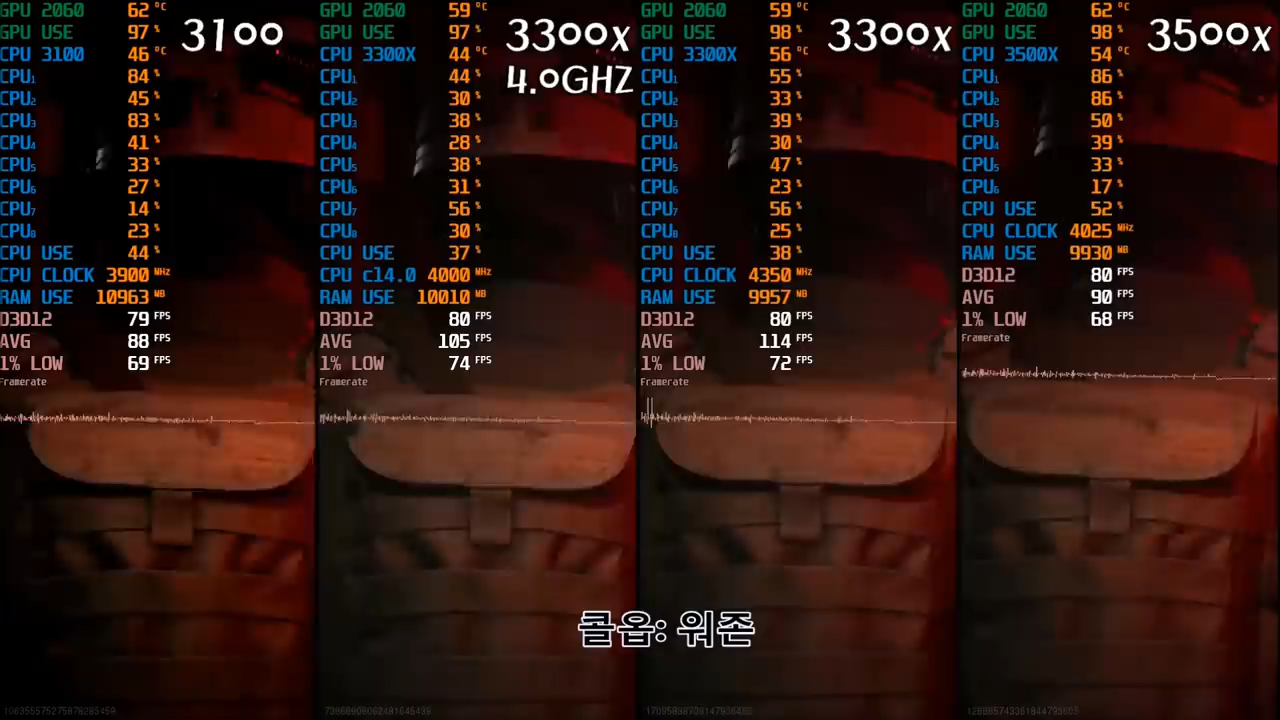 GPU 2060 62 °C
GPU USE 97 %
CPU 3100 46 °C
CPU1 84 %
CPU2 45 %
CPU3 83 %
CPU4 41 %
CPU5 33 %
CPU6 27 %
CPU7 14 %
CPU8 23 %
CPU USE 44 %
CPU CLOCK 3900 MHz
RAM USE 10963 MB
D3D12 79 FPS
AVG 88 FPS
1% LOW 69 FPS
Framerate
3100
GPU 2060 59 °C
GPU USE 97 %
CPU 3300X 44 °C
CPU1 44 %
CPU2 30 %
CPU3 38 %
CPU4 28 %
CPU5 38 %
CPU6 31 %
CPU7 56 %
CPU8 30 %
CPU USE 37 %
CPU cl4.0 4000 MHz
RAM USE 10010 MB
D3D12 80 FPS
AVG 105 FPS
1% LOW 74 FPS
Framerate
3300X
4.0GHZ
GPU 2060 59 °C
GPU USE 98 %
CPU 3300X 56 °C
CPU1 55 %
CPU2 33 %
CPU3 39 %
CPU4 30 %
CPU5 47 %
CPU6 23 %
CPU7 56 %
CPU8 25 %
CPU USE 38 %
CPU CLOCK 4350 MHz
RAM USE 9957 MB
D3D12 80 FPS
AVG 114 FPS
1% LOW 72 FPS
Framerate
3300X
GPU 2060 62 °C
GPU USE 98 %
CPU 3500X 54 °C
CPU1 86 %
CPU2 86 %
CPU3 50 %
CPU4 39 %
CPU5 33 %
CPU6 17 %
CPU USE 52 %
CPU CLOCK 4025 MHz
RAM USE 9930 MB
D3D12 80 FPS
AVG 90 FPS
1% LOW 68 FPS
Framerate
3500X
콜옵: 워존